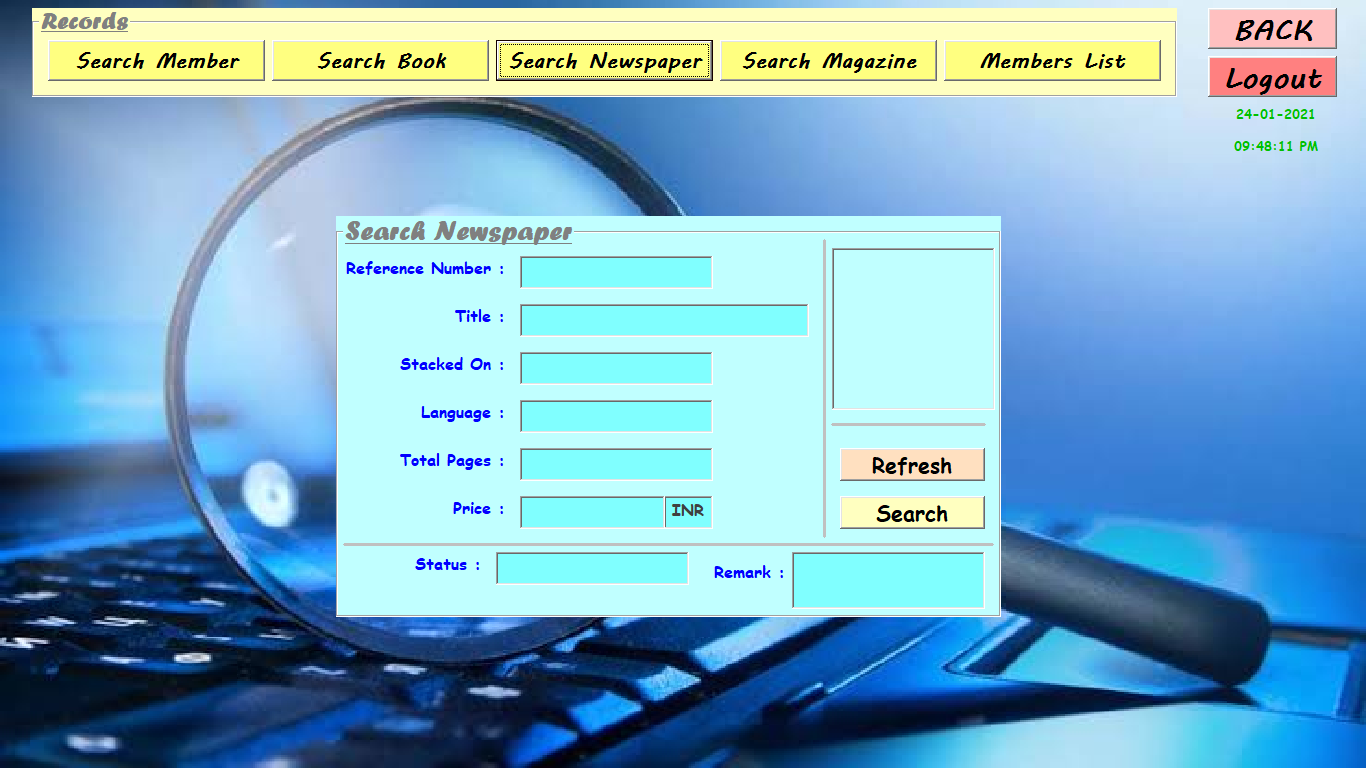 Records
Search Member Search Book Search Newspaper Search Magazine Members List
BACK
Logout
24-01-2021
09:48:11 PM
Search Newspaper
Reference Number :
Title :
Stacked On :
Language :
Total Pages :
Price : INR
Refresh
Search
Status :
Remark :